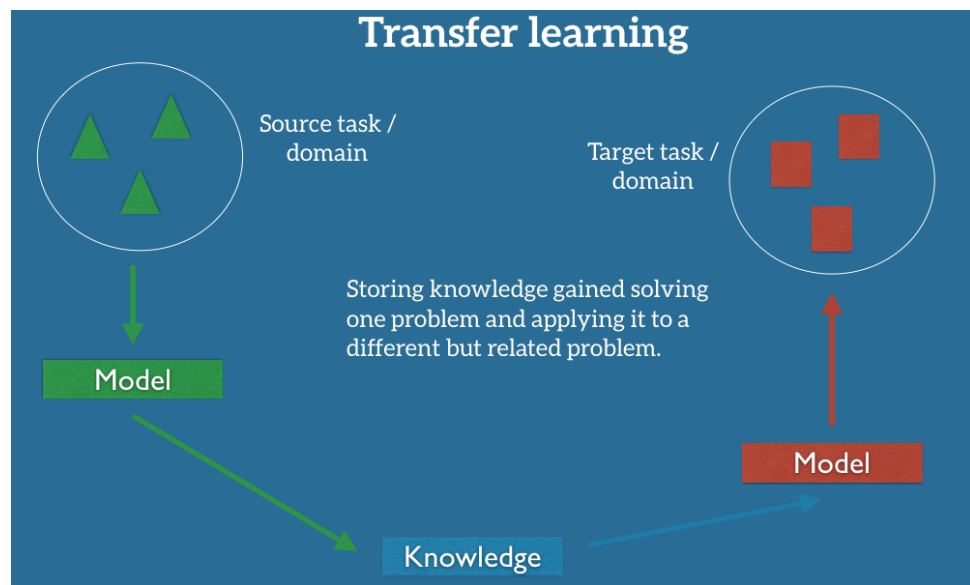 Transfer learning
Source task /
domain
Target task /
domain
Storing knowledge gained solving
one problem and applying it to a
different but related problem.
Model
Model
Knowledge